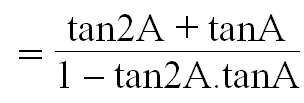 = tan2A + tanA
1 − tan2A.tanA